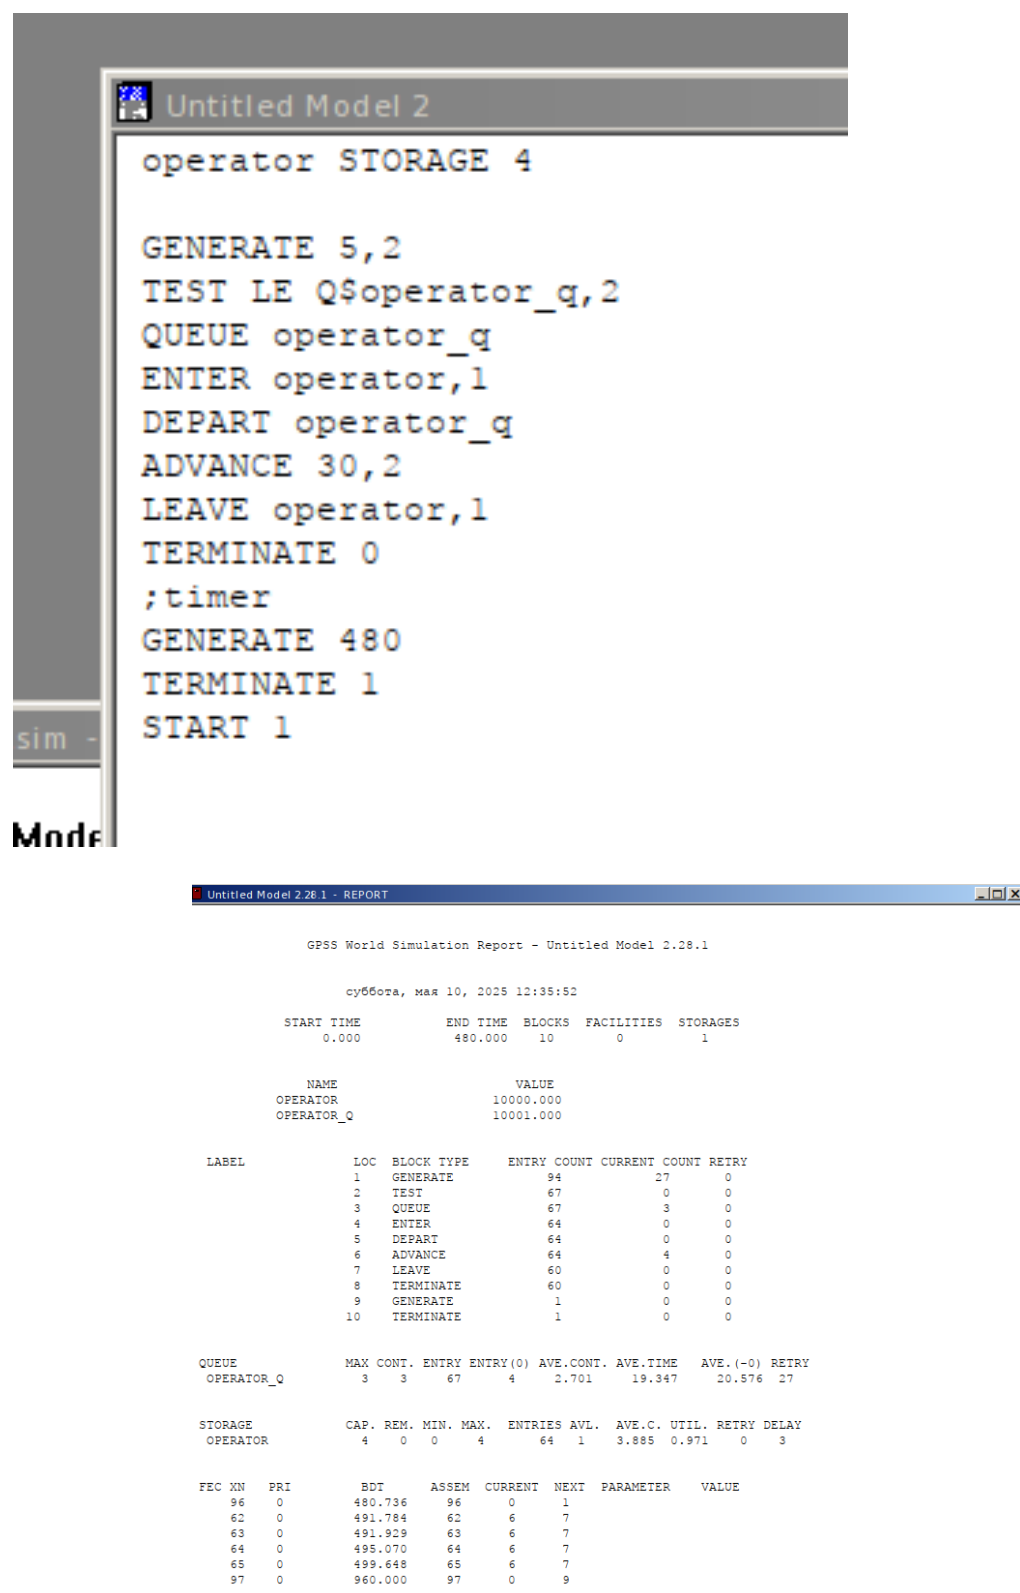 Untitled Model 2
operator STORAGE 4
GENERATE 5,2
TEST LE Q$operator_q,2
QUEUE operator_q
ENTER operator,1
DEPART operator_q
ADVANCE 30,2
LEAVE operator,1
TERMINATE 0
;timer
GENERATE 480
TERMINATE 1
START 1
sim -
Untitled Model 2.28.1 - REPORT
GPSS World Simulation Report - Untitled Model 2.28.1
суббота, мая 10, 2025 12:35:52
START TIME END TIME BLOCKS FACILITIES STORAGES
0.000 480.000 10 0 1
NAME VALUE
OPERATOR 10000.000
OPERATOR_Q 10001.000
LABEL LOC BLOCK TYPE ENTRY COUNT CURRENT COUNT RETRY
1 GENERATE 94 27 0
2 TEST 67 0 0
3 QUEUE 67 3 0
4 ENTER 64 0 0
5 DEPART 64 0 0
6 ADVANCE 64 4 0
7 LEAVE 60 0 0
8 TERMINATE 60 0 0
9 GENERATE 1 0 0
10 TERMINATE 1 0 0
QUEUE MAX CONT. ENTRY ENTRY(0) AVE.CONT. AVE.TIME AVE.(-0) RETRY
OPERATOR_Q 3 3 67 4 2.701 19.347 20.576 27
STORAGE CAP. REM. MIN. MAX. ENTRIES AVL. AVE.C. UTIL. RETRY DELAY
OPERATOR 4 0 0 4 64 1 3.885 0.971 0 3
FEC XN PRI BDT ASSEM CURRENT NEXT PARAMETER VALUE
96 0 480.736 96 0 1
62 0 491.784 62 6 7
63 0 491.929 63 6 7
64 0 495.070 64 6 7
65 0 499.648 65 6 7
97 0 960.000 97 0 9